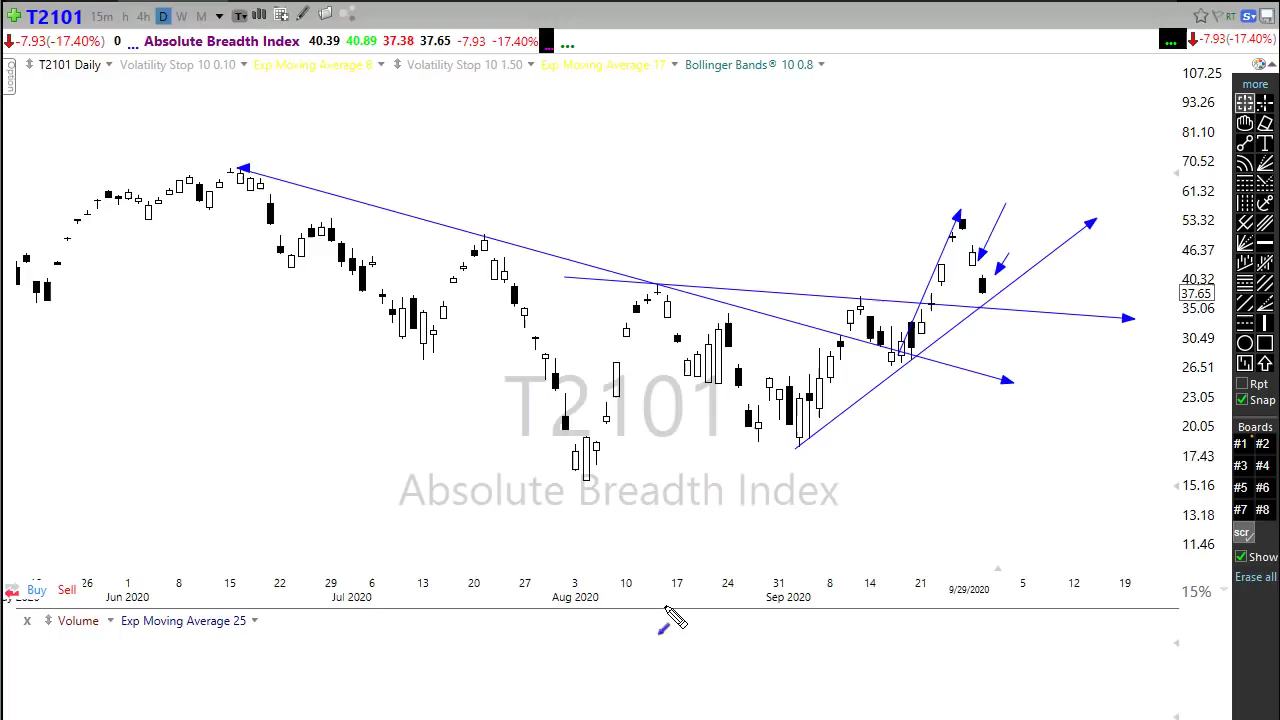 T2101 15m h 4h D W M T
RT S
-7.93(-17.40%) 0 ... Absolute Breadth Index 40.39 40.89 37.38 37.65 -7.93 -17.40% ... ...
... -7.93(-17.40%)
Option
T2101 Daily Volatility Stop 10 0.10 Exp Moving Average 8 Volatility Stop 10 1.50 Exp Moving Average 17 Bollinger Bands® 10 0.8
107.25
93.26
81.10
70.52
61.32
53.32
46.37
40.32
37.65
35.06
30.49
26.51
23.05
20.05
17.43
15.16
13.18
11.46
15%
more
T
Rpt
Snap
Boards
#1 #2
#3 #4
#5 #6
#7 #8
scr
Show
Erase all
T2101
Absolute Breadth Index
26 1 8 15 22 29 6 13 20 27 3 10 17 24 31 8 14 21 9/29/2020 5 12 19
Jun 2020 Jul 2020 Aug 2020 Sep 2020
Buy Sell
x Volume Exp Moving Average 25